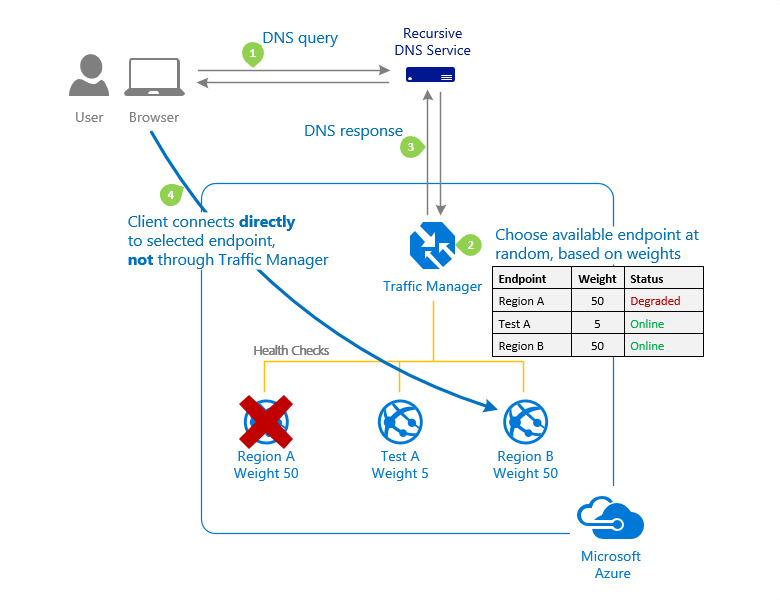 1
DNS query
Recursive
DNS Service
User
Browser
DNS response
3
4
Client connects directly
to selected endpoint,
not through Traffic Manager
2
Choose available endpoint at
random, based on weights
Traffic Manager
Endpoint Weight Status
Region A 50 Degraded
Test A 5 Online
Region B 50 Online
Health Checks
Region A
Weight 50
Test A
Weight 5
Region B
Weight 50
Microsoft
Azure